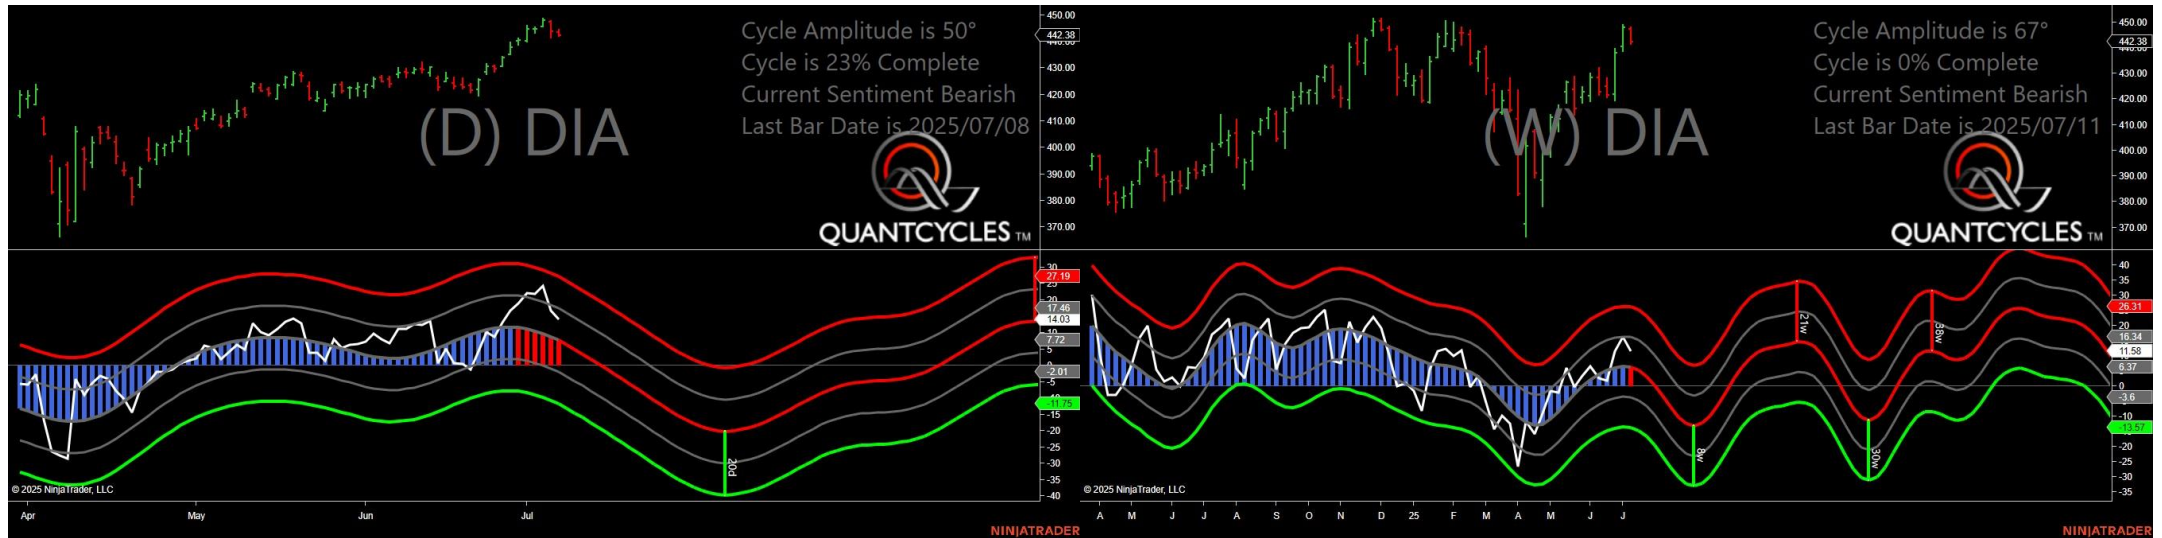 Cycle Amplitude is 50°
Cycle is 23% Complete
Current Sentiment Bearish
Last Bar Date is 2025/07/08
(D) DIA
QUANTCYCLES TM
450.00
442.38
430.00
420.00
410.00
400.00
390.00
380.00
370.00
30
27.19
20
17.46
14.03
10
7.72
5
-2.01
-5
-11.75
-15
-20
-25
-30
-35
-40
20d
© 2025 NinjaTrader, LLC
Apr
May
Jun
Jul
NINJATRADER
Cycle Amplitude is 67°
Cycle is 0% Complete
Current Sentiment Bearish
Last Bar Date is 2025/07/11
(W) DIA
QUANTCYCLES TM
450.00
442.38
430.00
420.00
410.00
400.00
390.00
380.00
370.00
40
35
30
26.31
20
16.34
11.58
6.37
0
-3.6
-10
-13.57
-20
-25
-30
-35
8w
21w
30w
38w
© 2025 NinjaTrader, LLC
A M J J A S O N D 25 F M A M J J
NINJATRADER